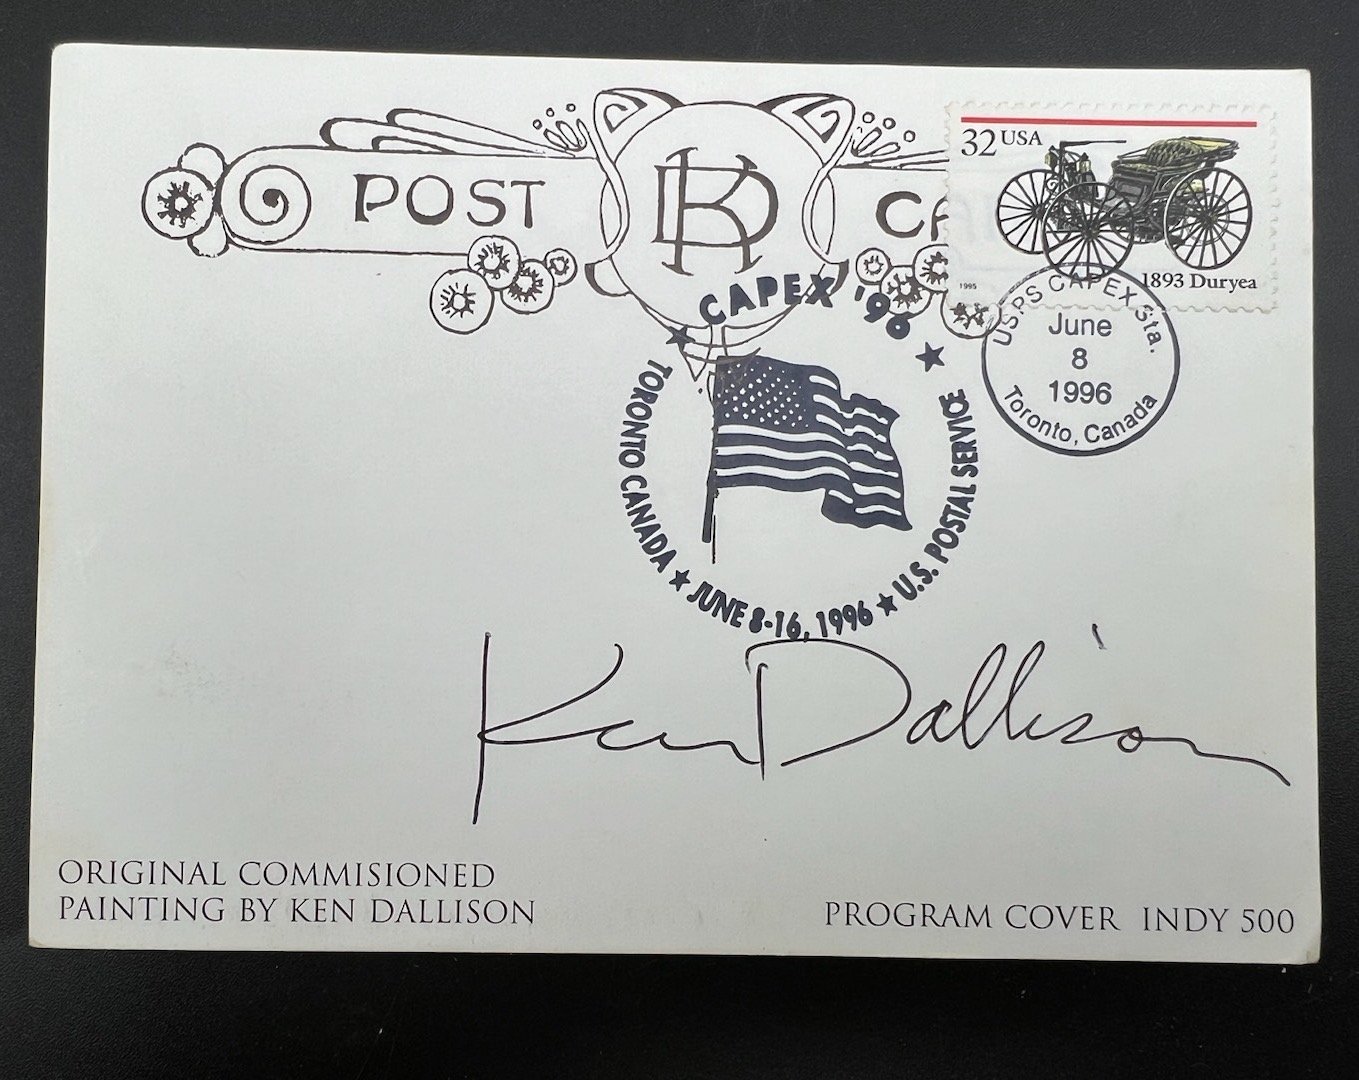 POST CA
KD
32 USA
1995
1893 Duryea
USPS CAPEX Sta.
June
8
1996
Toronto, Canada
★ CAPEX '96 ★
TORONTO CANADA ★ JUNE 8-16, 1996 ★ U.S. POSTAL SERVICE
Ken Dallison
ORIGINAL COMMISIONED
PAINTING BY KEN DALLISON
PROGRAM COVER INDY 500